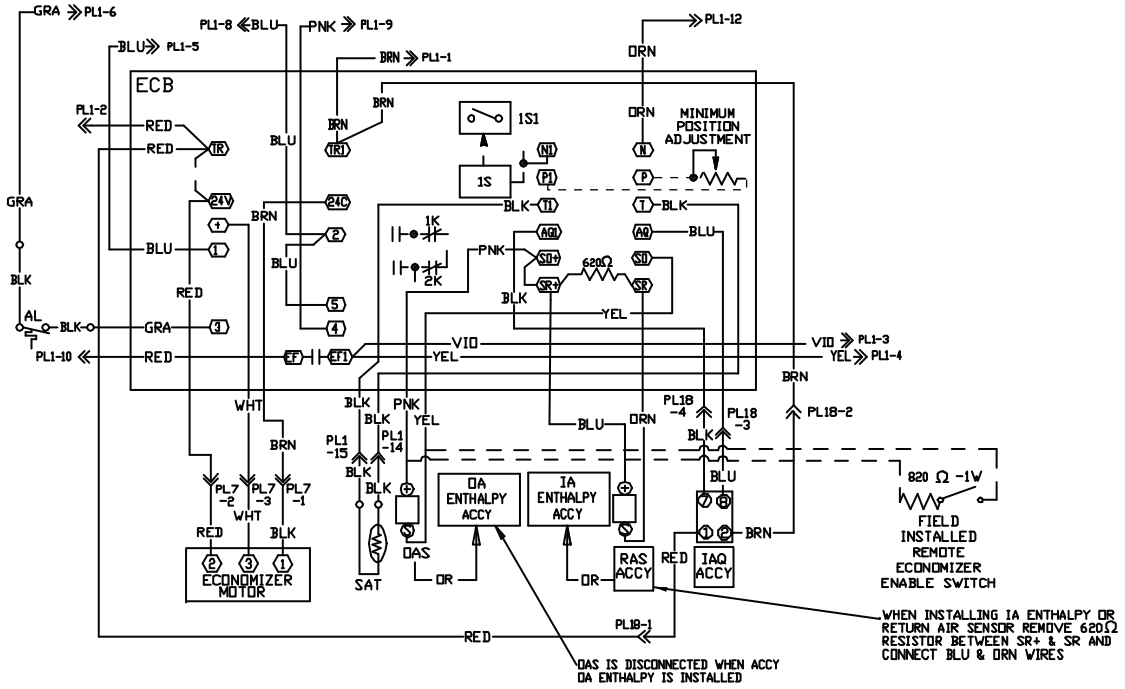 GRA PL1-6
PL1-8 BLU
PNK PL1-9
PL1-12
BLU PL1-5
BRN PL1-1
ORN
ECB
BRN
PL1-2
RED
BRN
1S1
ORN
MINIMUM
POSITION
ADJUSTMENT
BLU
RED
TR
TR1
N1
N
1S
P1
P
GRA
24V
24C
BLK
T1
T
BLK
BRN
+
2
1K
AQ1
AQ
BLU
BLU
1
PNK
SO+
SO
BLU
2K
620Ω
BLK
RED
SR+
SR
BLK
AL
5
YEL
BLK
GRA
3
4
VIO
VIO PL1-3
PL1-10
RED
EF
EF1
YEL
YEL PL1-4
BRN
WHT
BLK
BLK
PNK
YEL
BLU
ORN
PL18
-4
PL18
-3
PL18-2
BRN
PL1
-15
PL1
-14
BLK
BLK
BLK
BLU
PL7
-2
PL7
-3
PL7
-1
+
OA
ENTHALPY
ACCY
IA
ENTHALPY
ACCY
+
7
8
820 Ω -1W
WHT
RED
BLK
S
S
1
2
BRN
FIELD
INSTALLED
REMOTE
ECONOMIZER
ENABLE SWITCH
2
3
1
ECONOMIZER
MOTOR
SAT
OAS
OR
OR
RAS
ACCY
RED
IAQ
ACCY
WHEN INSTALLING IA ENTHALPY OR
RETURN AIR SENSOR REMOVE 620Ω
RESISTOR BETWEEN SR+ & SR AND
CONNECT BLU & ORN WIRES
RED
PL18-1
OAS IS DISCONNECTED WHEN ACCY
OA ENTHALPY IS INSTALLED